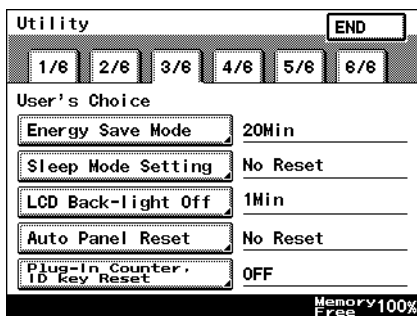 Utility
END
1/6 2/6 3/6 4/6 5/6 6/6
User's Choice
Energy Save Mode 20Min
Sleep Mode Setting No Reset
LCD Back-light Off 1Min
Auto Panel Reset No Reset
Plug-In Counter,
ID key Reset OFF
Memory
Free 100%